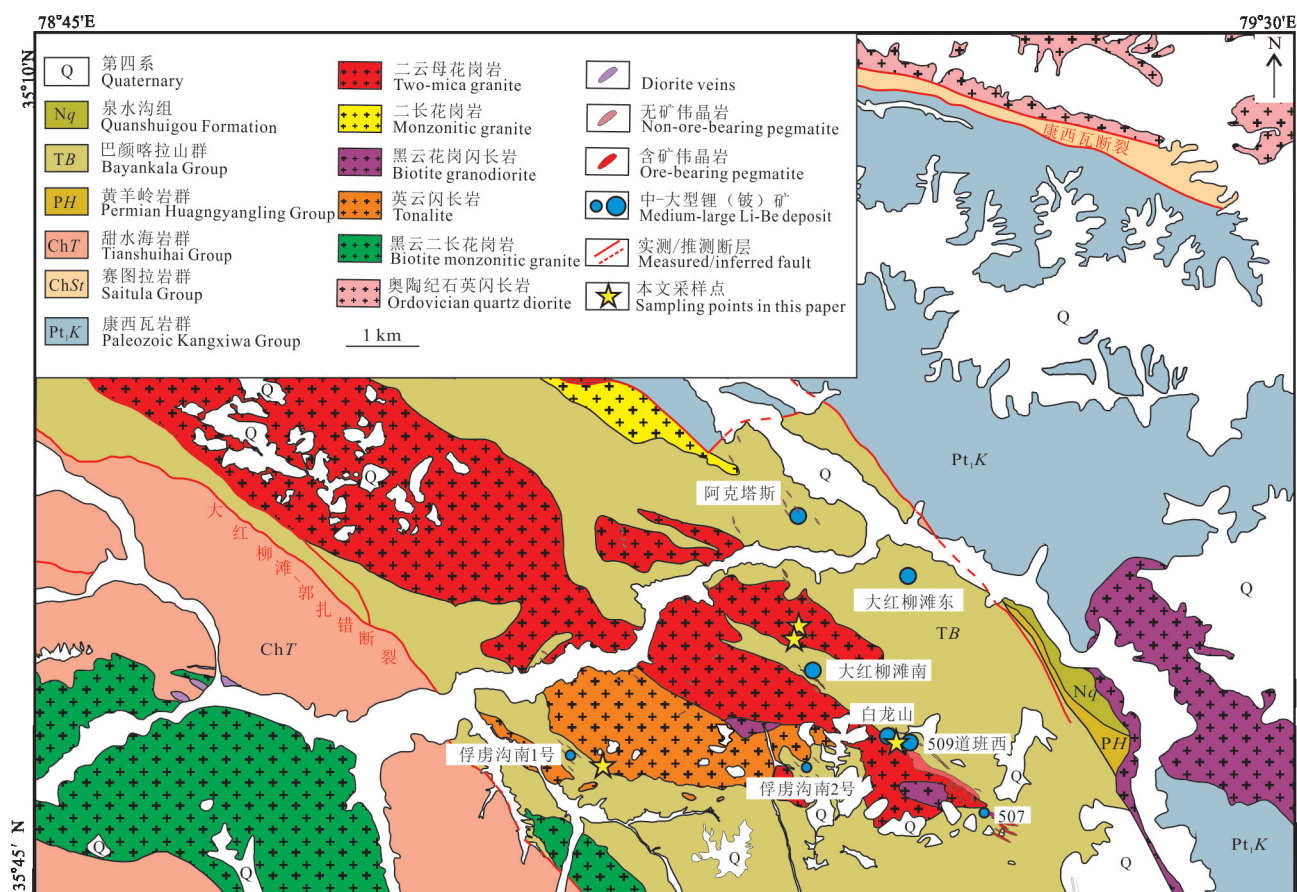 78°45'E
79°30'E
35°10'N
N
Q
第四系
Quaternary
Nq
泉水沟组
Quanshuigou Formation
TB
巴颜喀拉山群
Bayankala Group
PH
黄羊岭岩群
Permian Huagngyangling Group
ChT
甜水海岩群
Tianshuihai Group
ChSt
赛图拉岩群
Saitula Group
Pt₁K
康西瓦岩群
Paleozoic Kangxiwa Group
二云母花岗岩
Two-mica granite
二长花岗岩
Monzonitic granite
黑云花岗闪长岩
Biotite granodiorite
英云闪长岩
Tonalite
黑云二长花岗岩
Biotite monzonitic granite
奥陶纪石英闪长岩
Ordovician quartz diorite
1 km
Diorite veins
无矿伟晶岩
Non-ore-bearing pegmatite
含矿伟晶岩
Ore-bearing pegmatite
中-大型锂（铍）矿
Medium-large Li-Be deposit
实测/推测断层
Measured/inferred fault
本文采样点
Sampling points in this paper
康西瓦断裂
Q
Q
Q
Q
Pt₁K
阿克塔斯
大红柳滩-郭扎错断裂
大红柳滩东
Q
TB
ChT
大红柳滩南
Nq
白龙山
509道班西
PH
俘虏沟南1号
俘虏沟南2号
Q
Q
507
Q
Q
Q
Q
Q
Pt₁K
35°45′ N